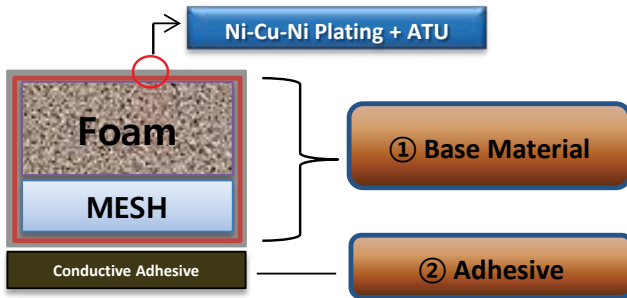 Ni-Cu-Ni Plating + ATU
Foam
① Base Material
MESH
Conductive Adhesive
② Adhesive